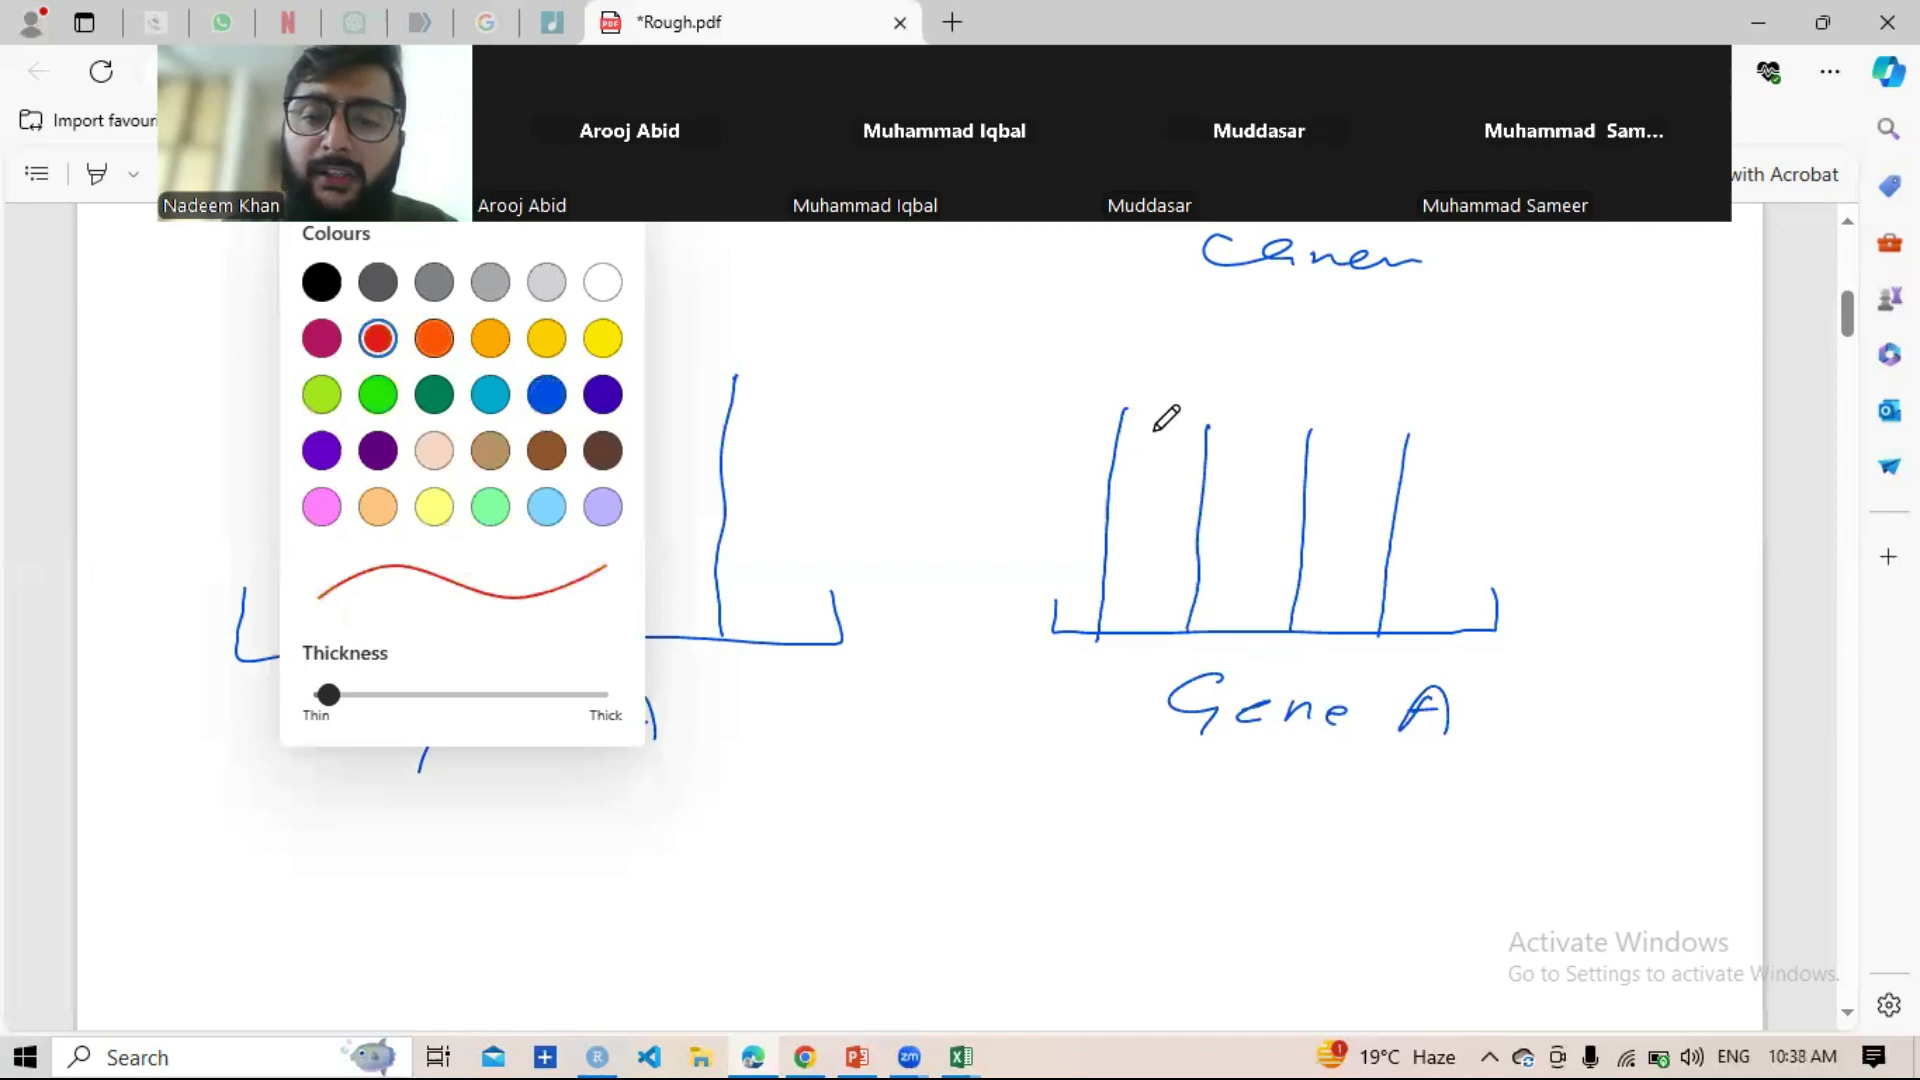 *Rough.pdf
Import favouri
Arooj Abid
Muhammad Iqbal
Muddasar
Muhammad Sam...
Nadeem Khan
Arooj Abid
Muhammad Iqbal
Muddasar
Muhammad Sameer
with Acrobat
Colours
Thickness
Thin
Thick
Gene A
Activate Windows
Go to Settings to activate Windows.
Search
19°C Haze
ENG
10:38 AM